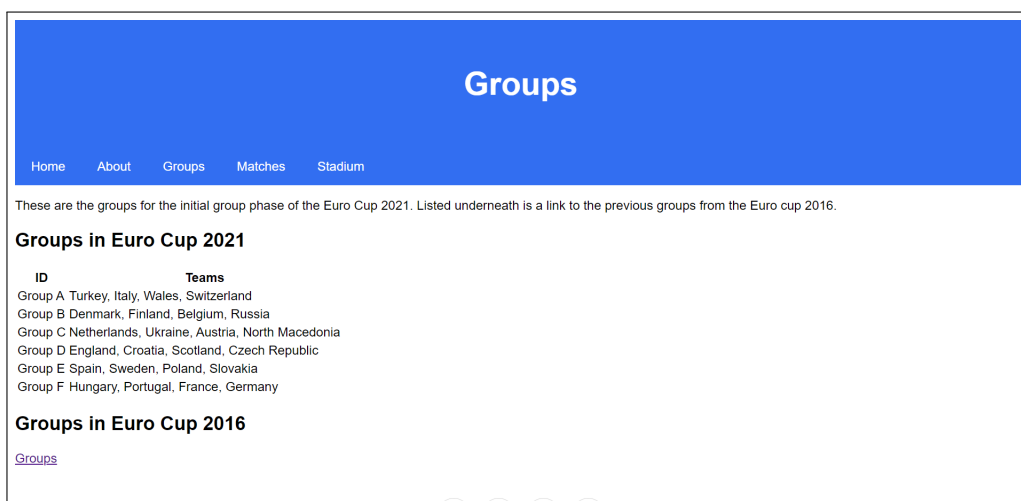 Groups
Home About Groups Matches Stadium
These are the groups for the initial group phase of the Euro Cup 2021. Listed underneath is a link to the previous groups from the Euro cup 2016.
Groups in Euro Cup 2021
ID Teams
Group A Turkey, Italy, Wales, Switzerland
Group B Denmark, Finland, Belgium, Russia
Group C Netherlands, Ukraine, Austria, North Macedonia
Group D England, Croatia, Scotland, Czech Republic
Group E Spain, Sweden, Poland, Slovakia
Group F Hungary, Portugal, France, Germany
Groups in Euro Cup 2016
Groups